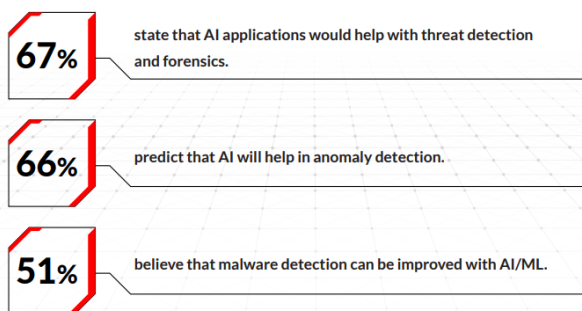 67%
state that AI applications would help with threat detection
and forensics.
66%
predict that AI will help in anomaly detection.
51%
believe that malware detection can be improved with AI/ML.